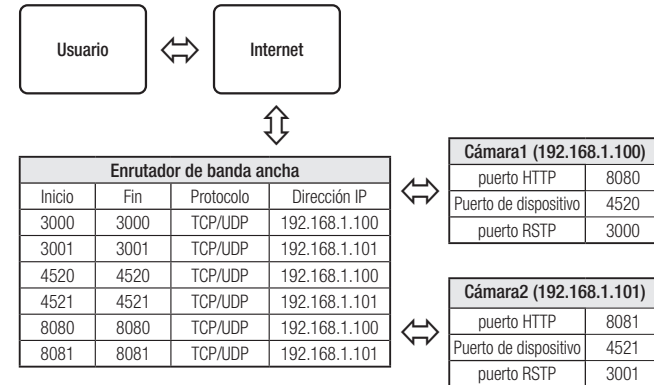 Usuario
Internet
Enrutador de banda ancha
Inicio Fin Protocolo Dirección IP
3000 3000 TCP/UDP 192.168.1.100
3001 3001 TCP/UDP 192.168.1.101
4520 4520 TCP/UDP 192.168.1.100
4521 4521 TCP/UDP 192.168.1.101
8080 8080 TCP/UDP 192.168.1.100
8081 8081 TCP/UDP 192.168.1.101
Cámara1 (192.168.1.100)
puerto HTTP 8080
Puerto de dispositivo 4520
puerto RSTP 3000
Cámara2 (192.168.1.101)
puerto HTTP 8081
Puerto de dispositivo 4521
puerto RSTP 3001